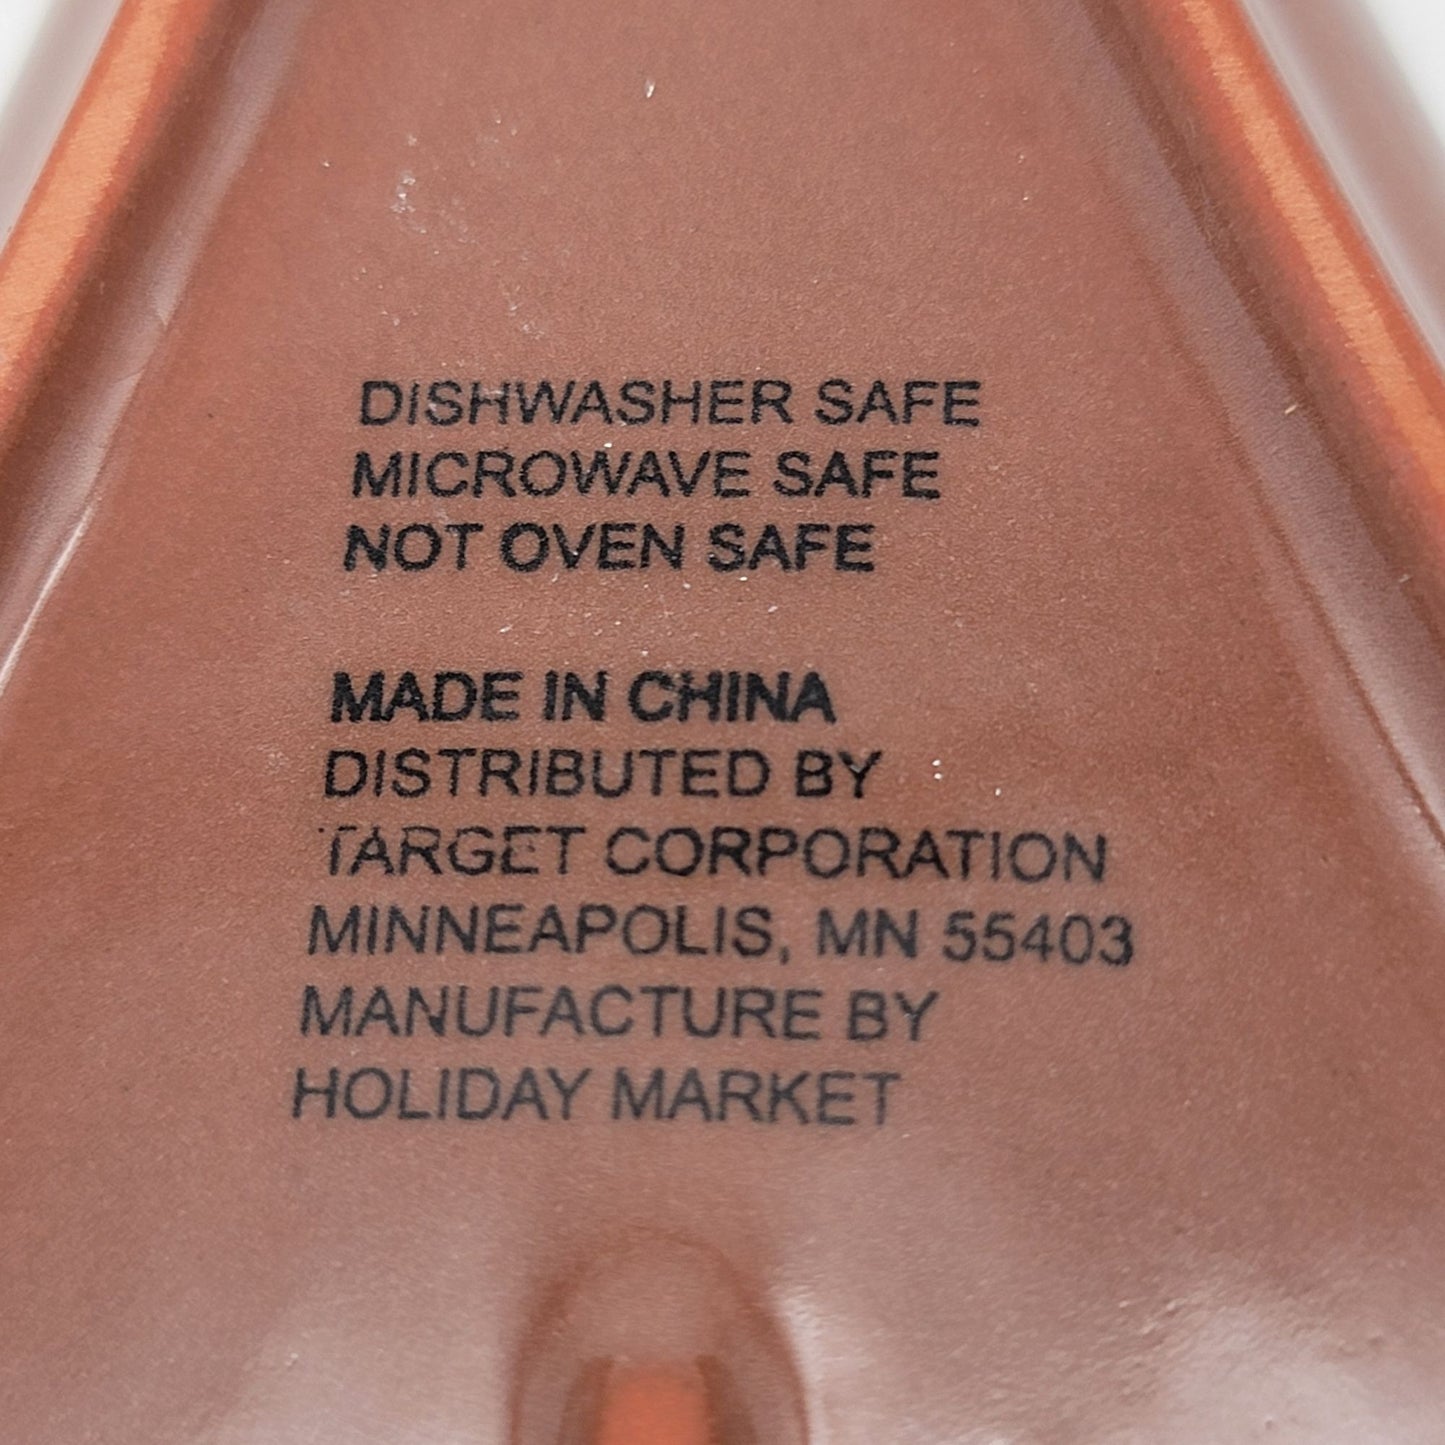 DISHWASHER SAFE
MICROWAVE SAFE
NOT OVEN SAFE
MADE IN CHINA
DISTRIBUTED BY
TARGET CORPORATION
MINNEAPOLIS, MN 55403
MANUFACTURE BY
HOLIDAY MARKET